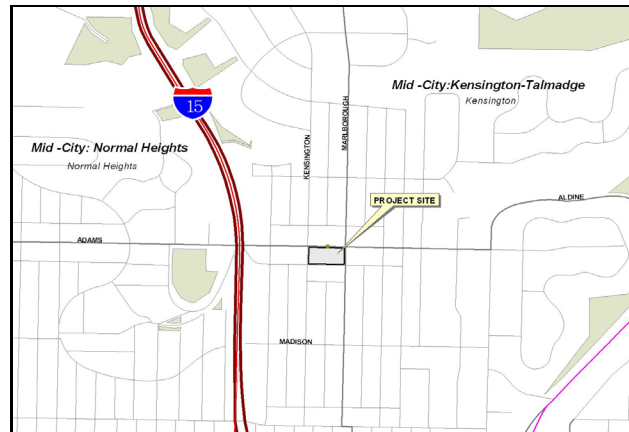 Mid -City:Kensington-Talmadge
Kensington
15
MARLBOROUGH
KENSINGTON
Mid -City: Normal Heights
Normal Heights
PROJECT SITE
ALDINE
ADAMS
MADISON